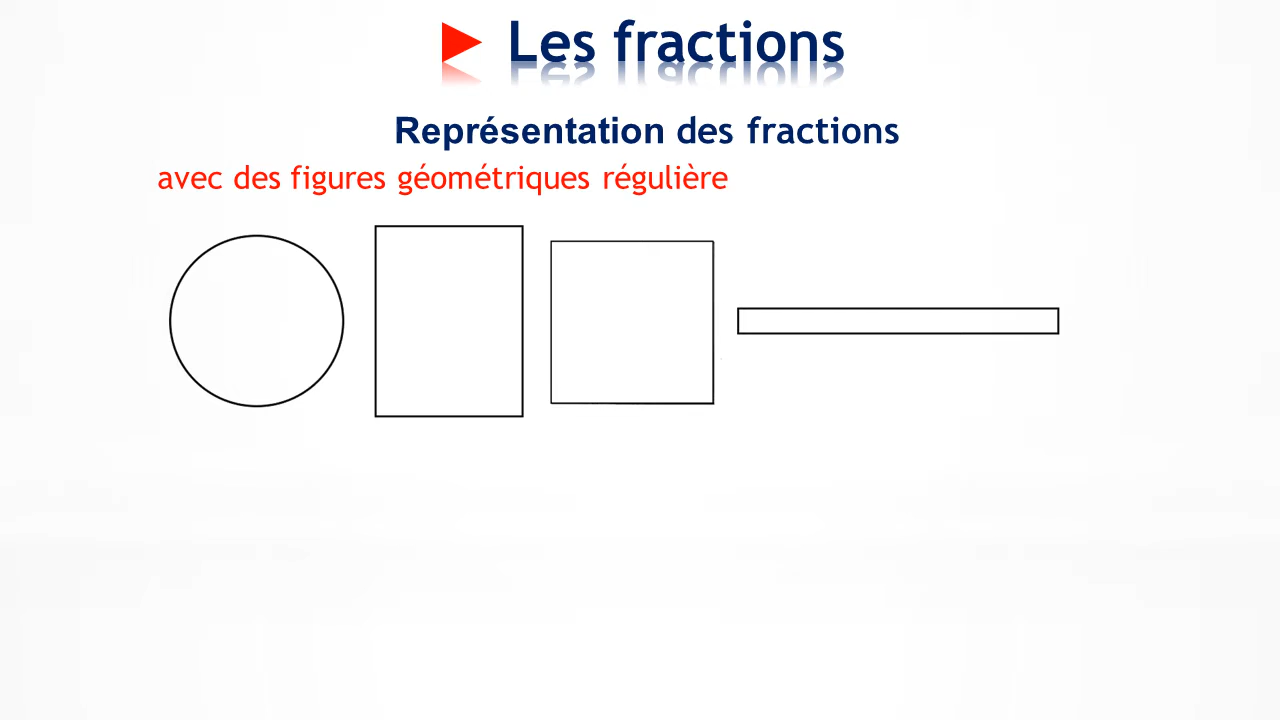 Les fractions
Représentation des fractions
avec des figures géométriques régulière